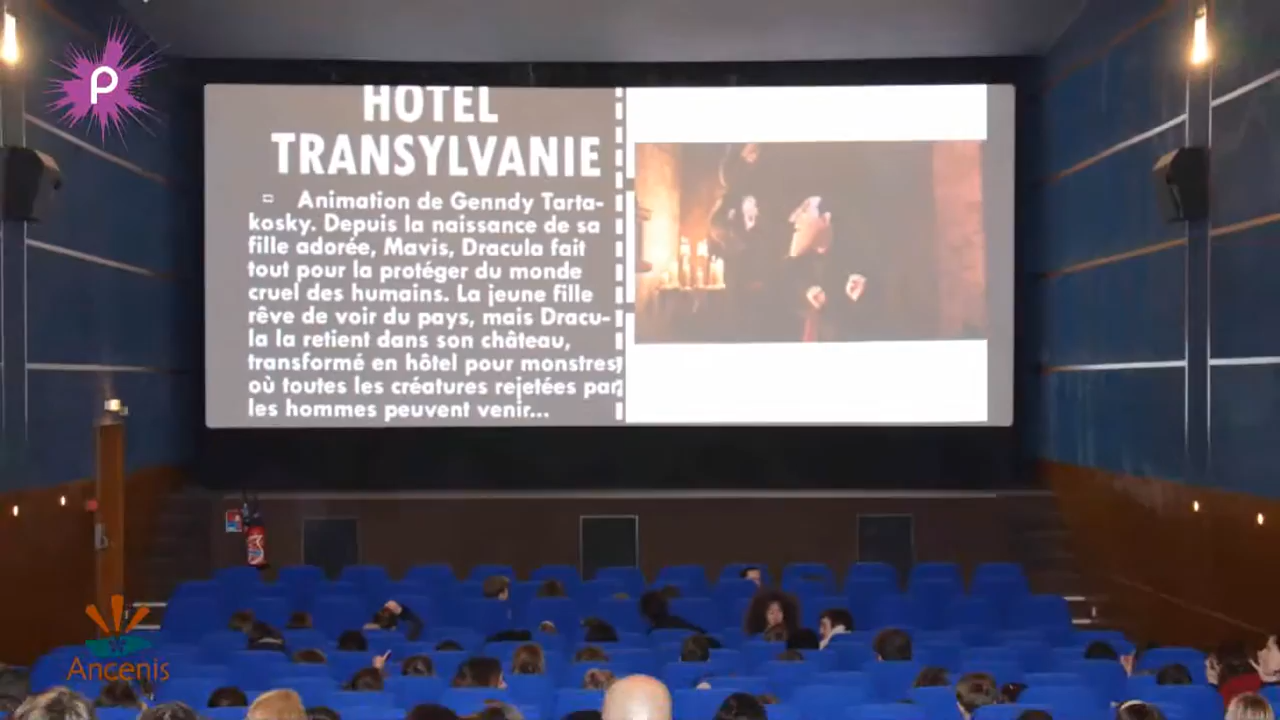 P
HOTEL
TRANSYLVANIE
Animation de Genndy Tarta-
kosky. Depuis la naissance de sa
fille adorée, Mavis, Dracula fait
tout pour la protéger du monde
cruel des humains. La jeune fille
rêve de voir du pays, mais Dracu-
la la retient dans son château,
transformé en hôtel pour monstres,
où toutes les créatures rejetées par
les hommes peuvent venir...
Ancenis